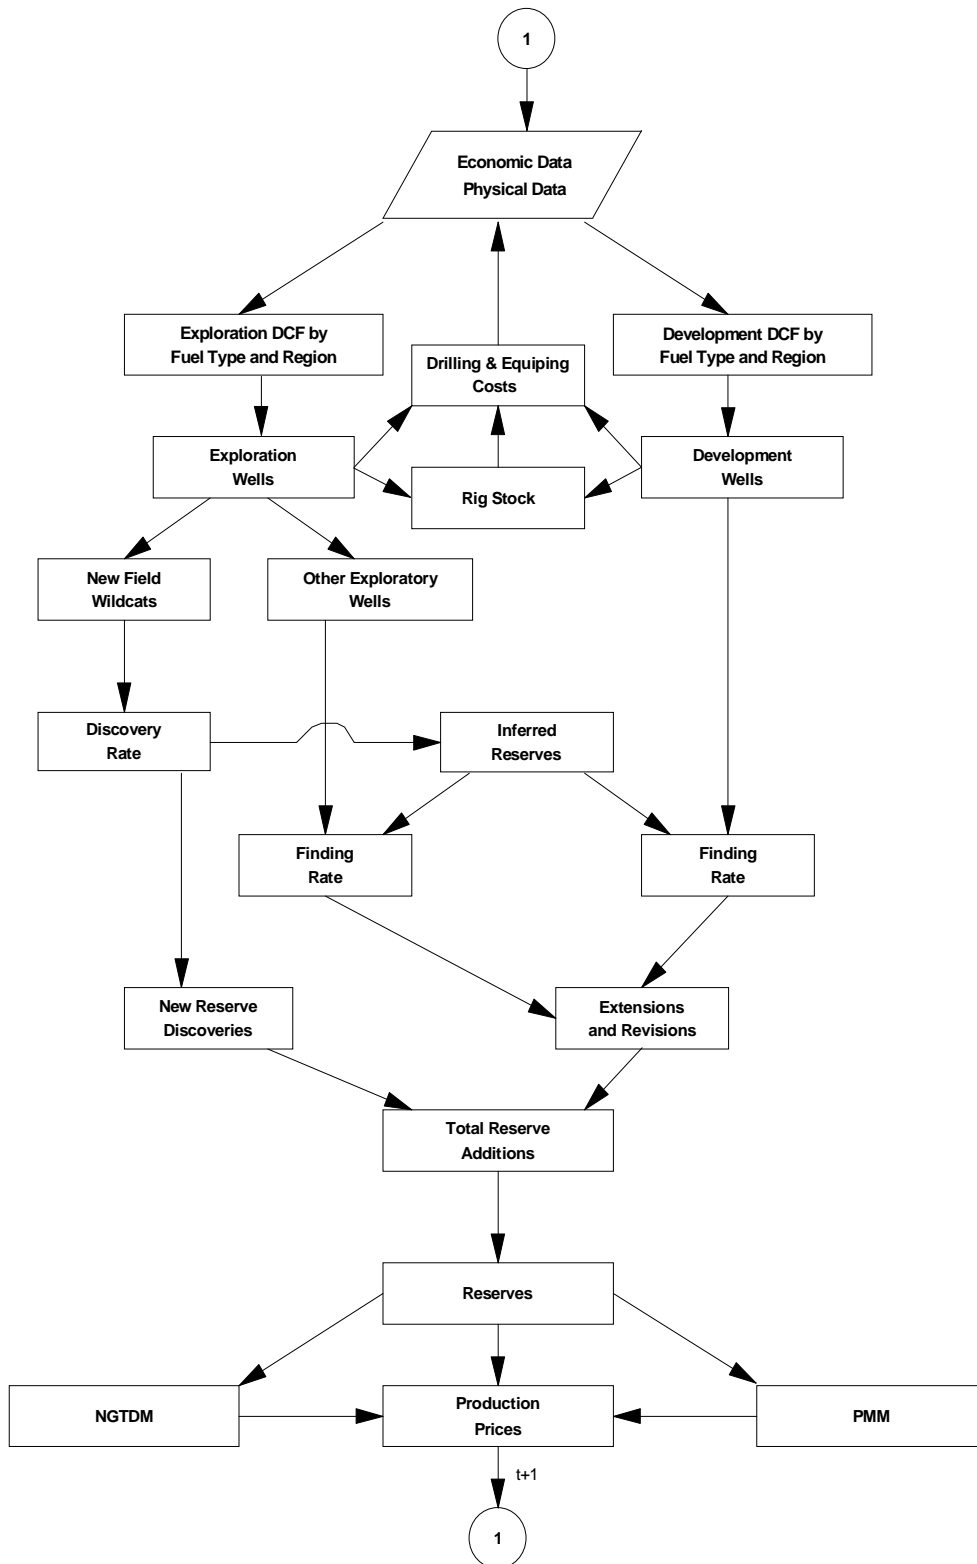 1
Economic Data
Physical Data
Exploration DCF by
Fuel Type and Region
Development DCF by
Fuel Type and Region
Drilling & Equiping
Costs
Exploration
Wells
Rig Stock
Development
Wells
New Field
Wildcats
Other Exploratory
Wells
Discovery
Rate
Inferred
Reserves
Finding
Rate
Finding
Rate
New Reserve
Discoveries
Extensions
and Revisions
Total Reserve
Additions
Reserves
NGTDM
Production
Prices
PMM
t+1
1